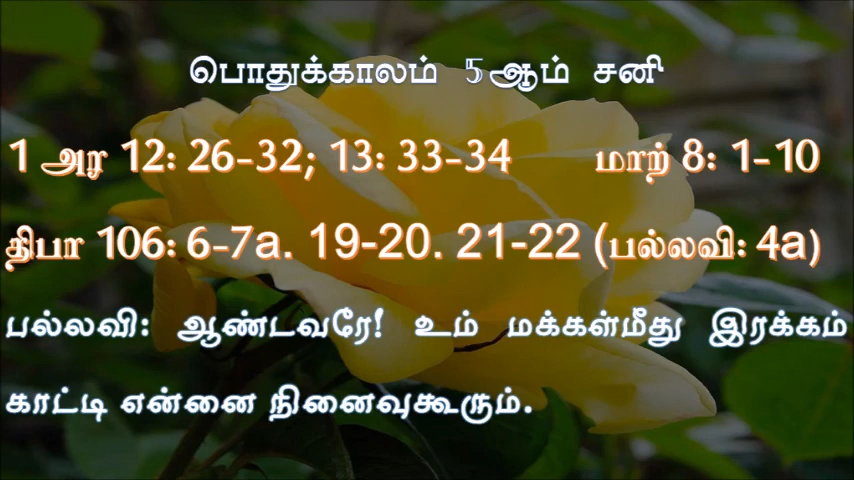 பொதுக்காலம் 5ஆம் சனி
1 அர 12: 26-32; 13: 33-34 மாற் 8: 1-10
திபா 106: 6-7a. 19-20. 21-22 (பல்லவி: 4a)
பல்லவி: ஆண்டவரே! உம் மக்கள்மீது இரக்கம்
காட்டி என்னை நினைவுகூரும்.